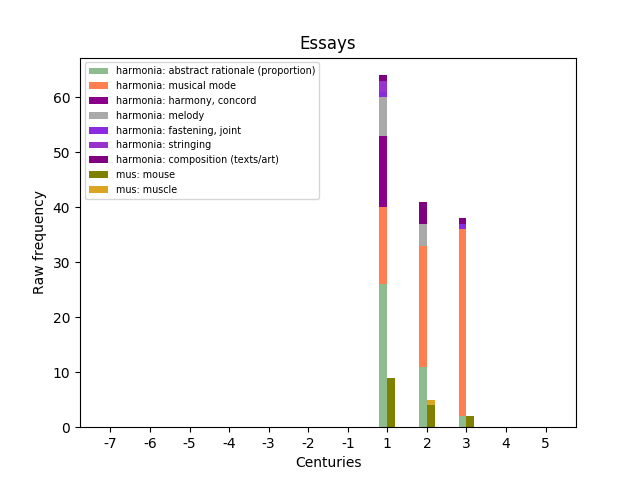 Essays
harmonia: abstract rationale (proportion)
harmonia: musical mode
harmonia: harmony, concord
harmonia: melody
harmonia: fastening, joint
harmonia: stringing
harmonia: composition (texts/art)
mus: mouse
mus: muscle
Raw frequency
60
50
40
30
20
10
0
-7 -6 -5 -4 -3 -2 -1 1 2 3 4 5
Centuries